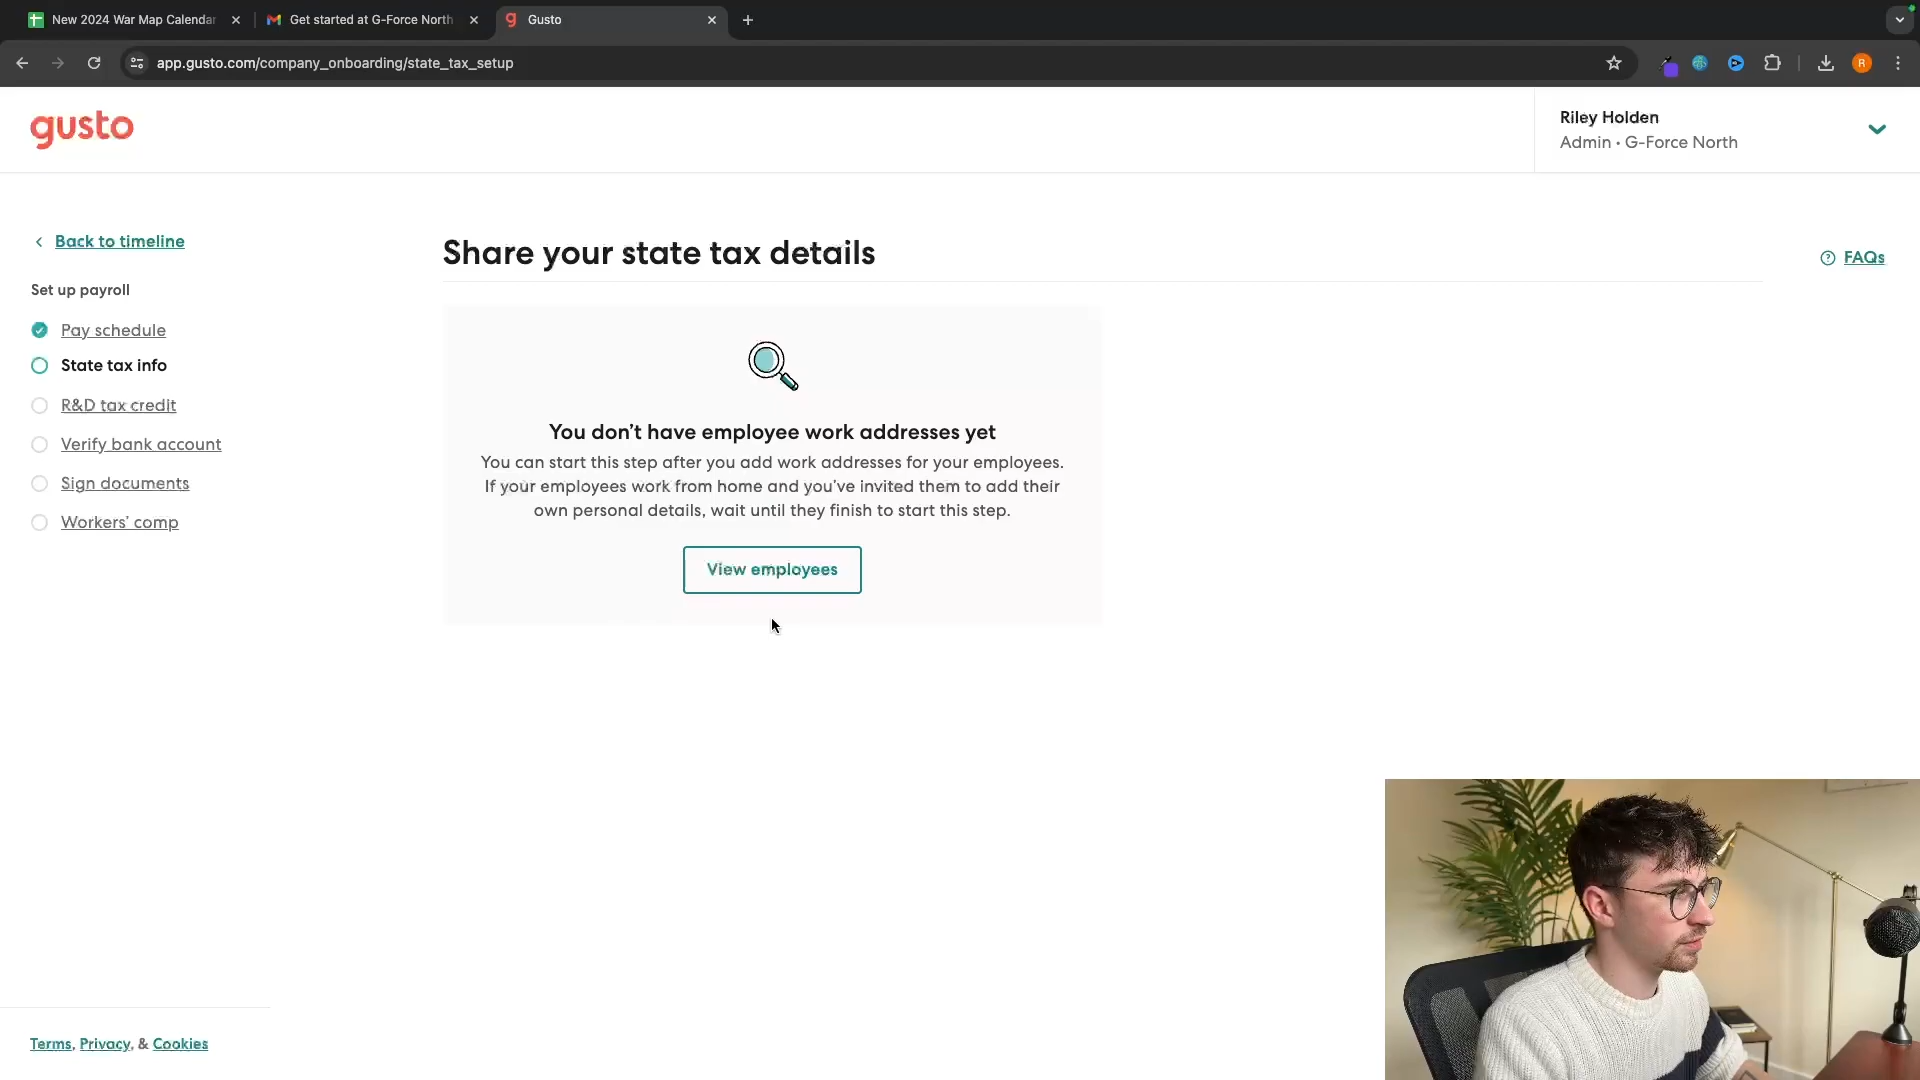 New 2024 War Map Calendar
Get started at G-Force North
Gusto
app.gusto.com/company_onboarding/state_tax_setup
R
gusto
Riley Holden
Admin • G-Force North
Back to timeline
Share your state tax details
FAQs
Set up payroll
Pay schedule
State tax info
R&D tax credit
Verify bank account
Sign documents
Workers' comp
You don't have employee work addresses yet
You can start this step after you add work addresses for your employees.
If your employees work from home and you've invited them to add their
own personal details, wait until they finish to start this step.
View employees
Terms, Privacy, & Cookies